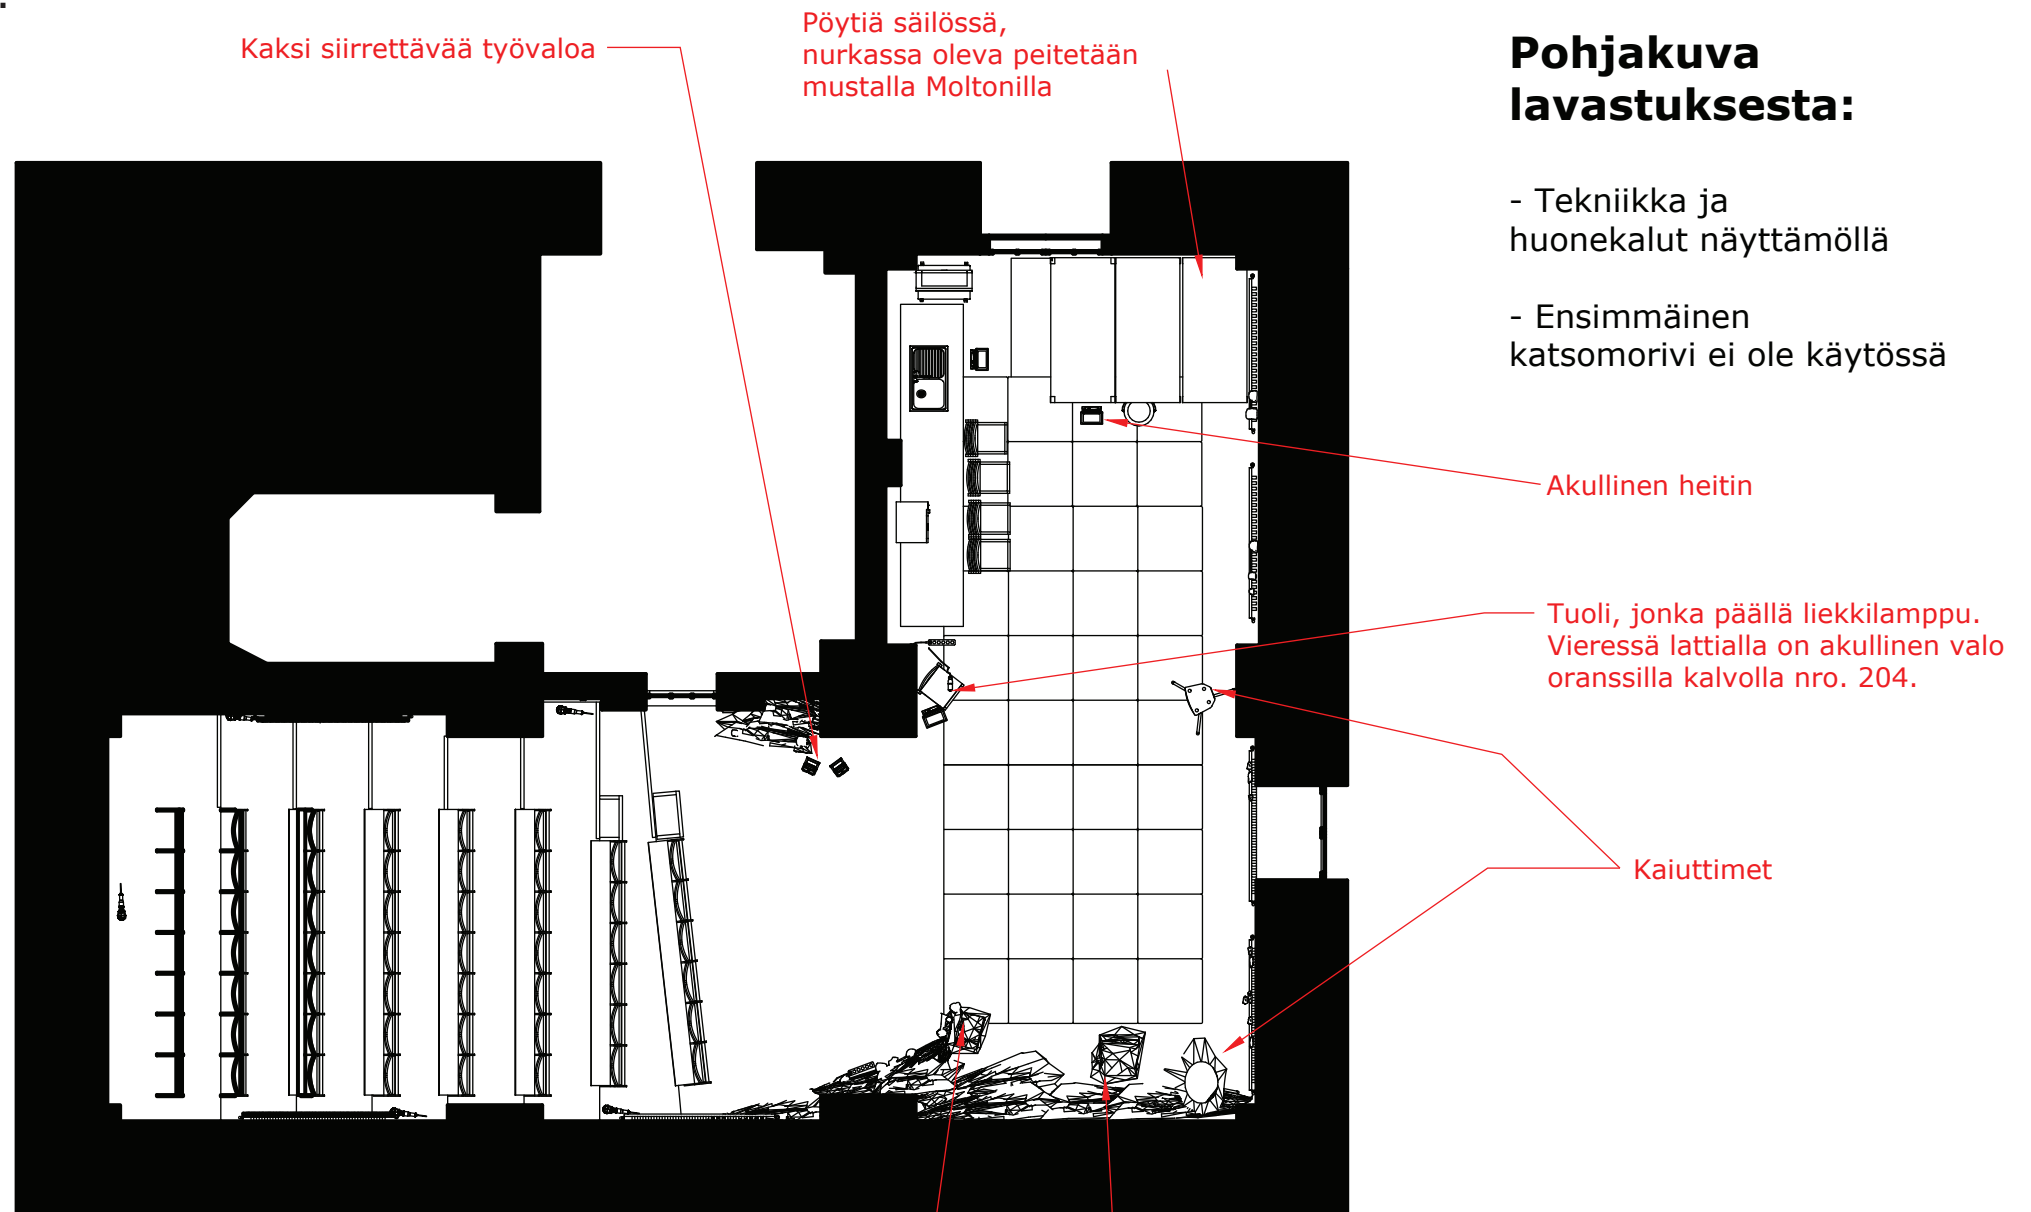 Kaksi siirrettävää työvaloa
Pöytiä säilössä,
nurkassa oleva peitetään
mustalla Moltonilla
Pohjakuva
lavastuksesta:
- Tekniikka ja
huonekalut näyttämöllä
- Ensimmäinen
katsomorivi ei ole käytössä
Akullinen heitin
Tuoli, jonka päällä liekkilamppu.
Vieressä lattialla on akullinen valo
oranssilla kalvolla nro. 204.
Kaiuttimet